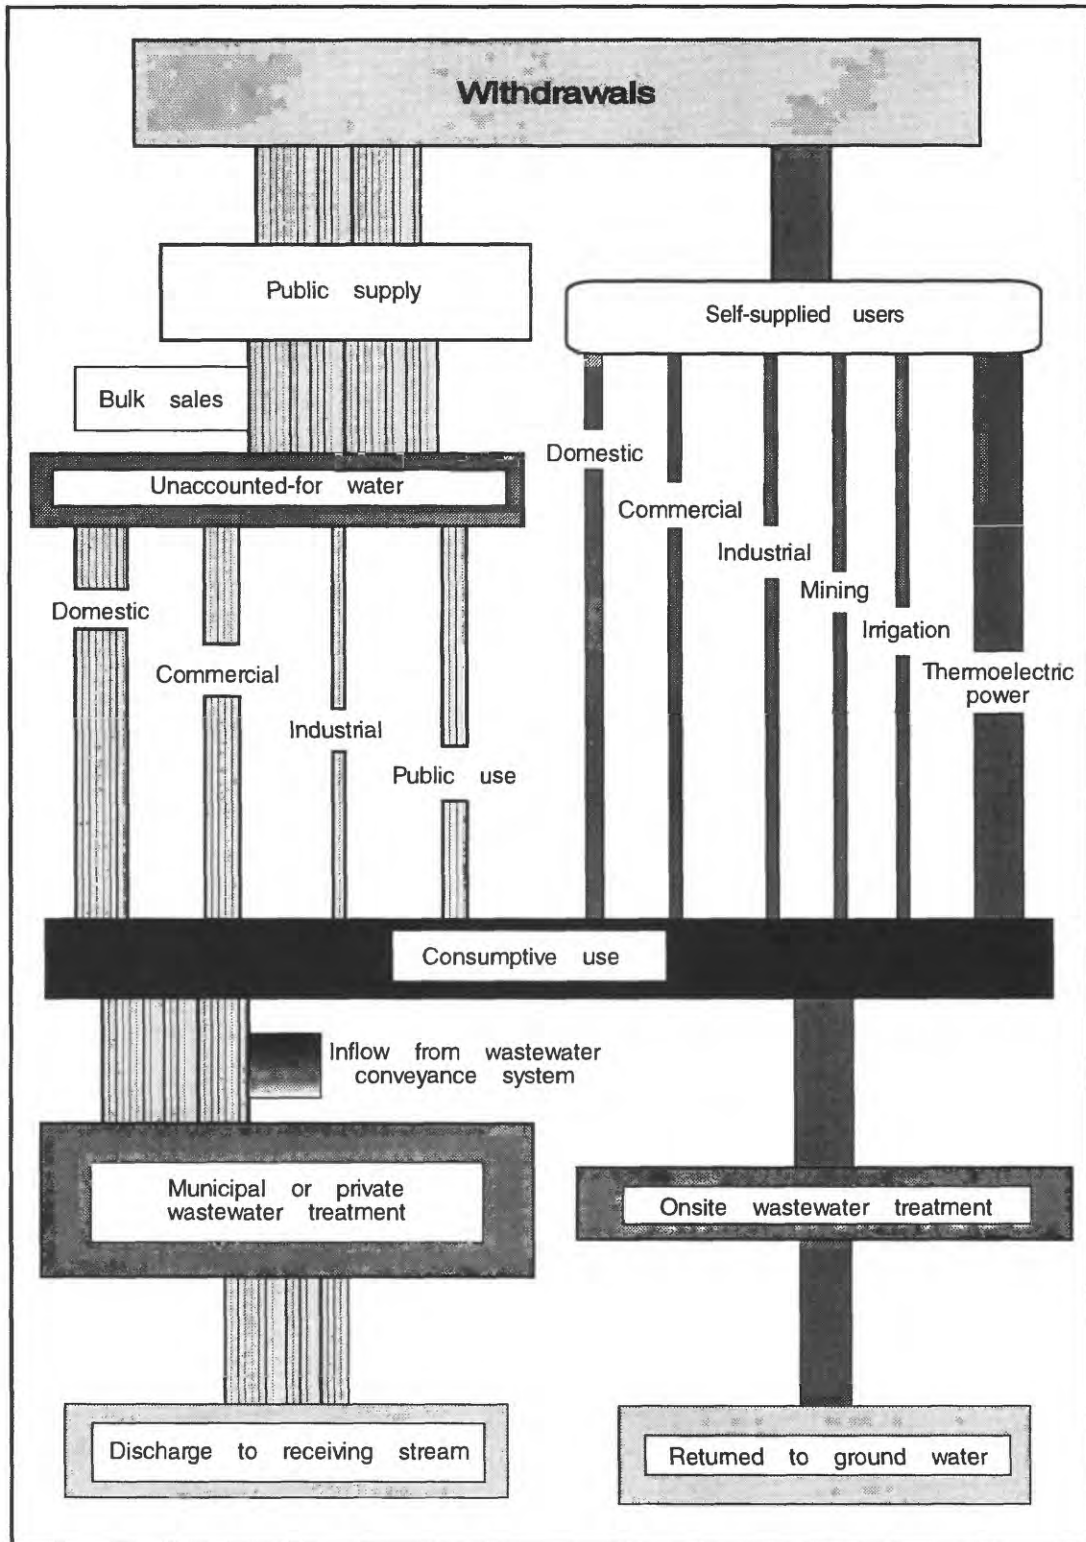 Withdrawals
Public supply
Self-supplied users
Bulk sales
Unaccounted-for water
Domestic
Commercial
Industrial
Public use
Domestic
Commercial
Industrial
Mining
Irrigation
Thermoelectric
power
Consumptive use
Inflow from wastewater
conveyance system
Municipal or private
wastewater treatment
Onsite wastewater treatment
Discharge to receiving stream
Returned to ground water